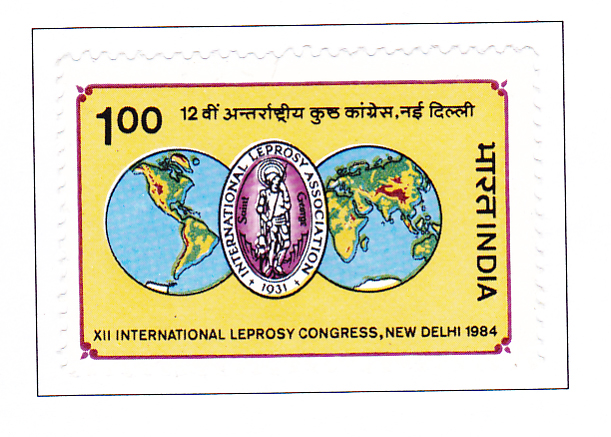 1.00
12 वीं अन्तर्राष्ट्रीय कुष्ठ कांग्रेस, नई दिल्ली
भारत INDIA
INTERNATIONAL LEPROSY ASSOCIATION
Saint George
+ 1931 +
XII INTERNATIONAL LEPROSY CONGRESS, NEW DELHI 1984